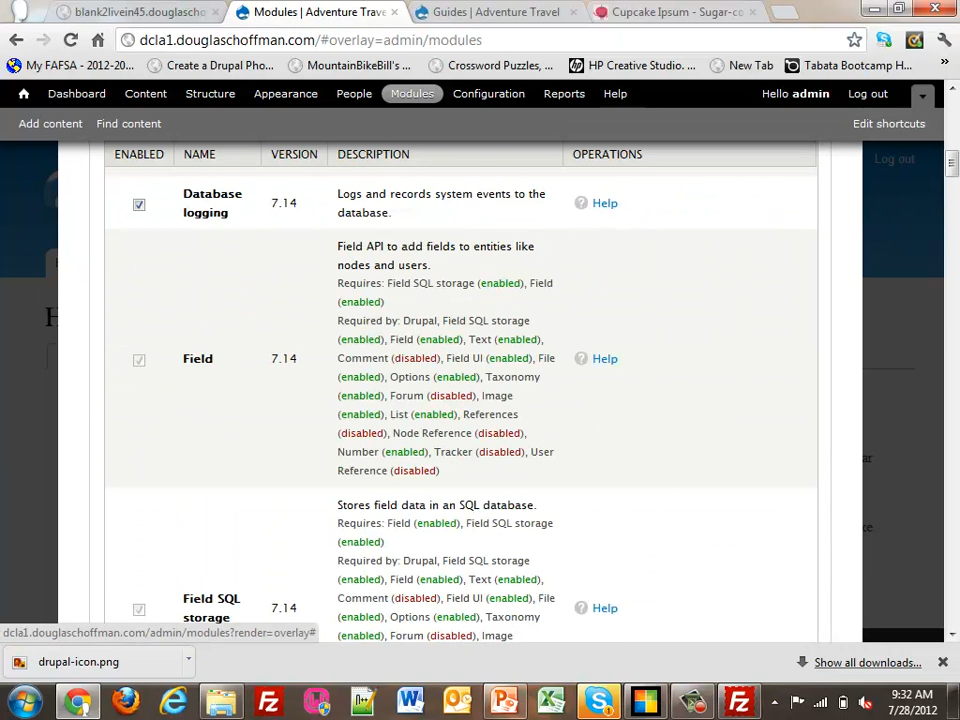 blank2livein45.douglascho
Modules | Adventure Trave
Guides | Adventure Travel
Cupcake Ipsum - Sugar-co
dcla1.douglaschoffman.com/#overlay=admin/modules
My FAFSA - 2012-20...
Create a Drupal Pho...
MountainBikeBill's ...
Crossword Puzzles, ...
HP Creative Studio. ...
New Tab
Tabata Bootcamp H...
Dashboard Content Structure Appearance People Modules Configuration Reports Help Hello admin Log out
Add content Find content Edit shortcuts
Log out
ENABLED NAME VERSION DESCRIPTION OPERATIONS
Database logging
7.14
Logs and records system events to the
database.
Help
Field API to add fields to entities like
nodes and users.
Requires: Field SQL storage (enabled), Field
(enabled)
Required by: Drupal, Field SQL storage
(enabled), Field (enabled), Text (enabled),
Comment (disabled), Field UI (enabled), File
Field
7.14
Help
(enabled), Options (enabled), Taxonomy
(enabled), Forum (disabled), Image
(enabled), List (enabled), References
(disabled), Node Reference (disabled),
Number (enabled), Tracker (disabled), User
Reference (disabled)
Stores field data in an SQL database.
Requires: Field (enabled), Field SQL storage
(enabled)
Required by: Drupal, Field SQL storage
(enabled), Field (enabled), Text (enabled),
Comment (disabled), Field UI (enabled), File
Field SQL
storage
7.14
Help
(enabled), Options (enabled), Taxonomy
(enabled), Forum (disabled), Image
dcla1.douglaschoffman.com/admin/modules?render=overlay#
drupal-icon.png
Show all downloads...
9:32 AM
7/28/2012